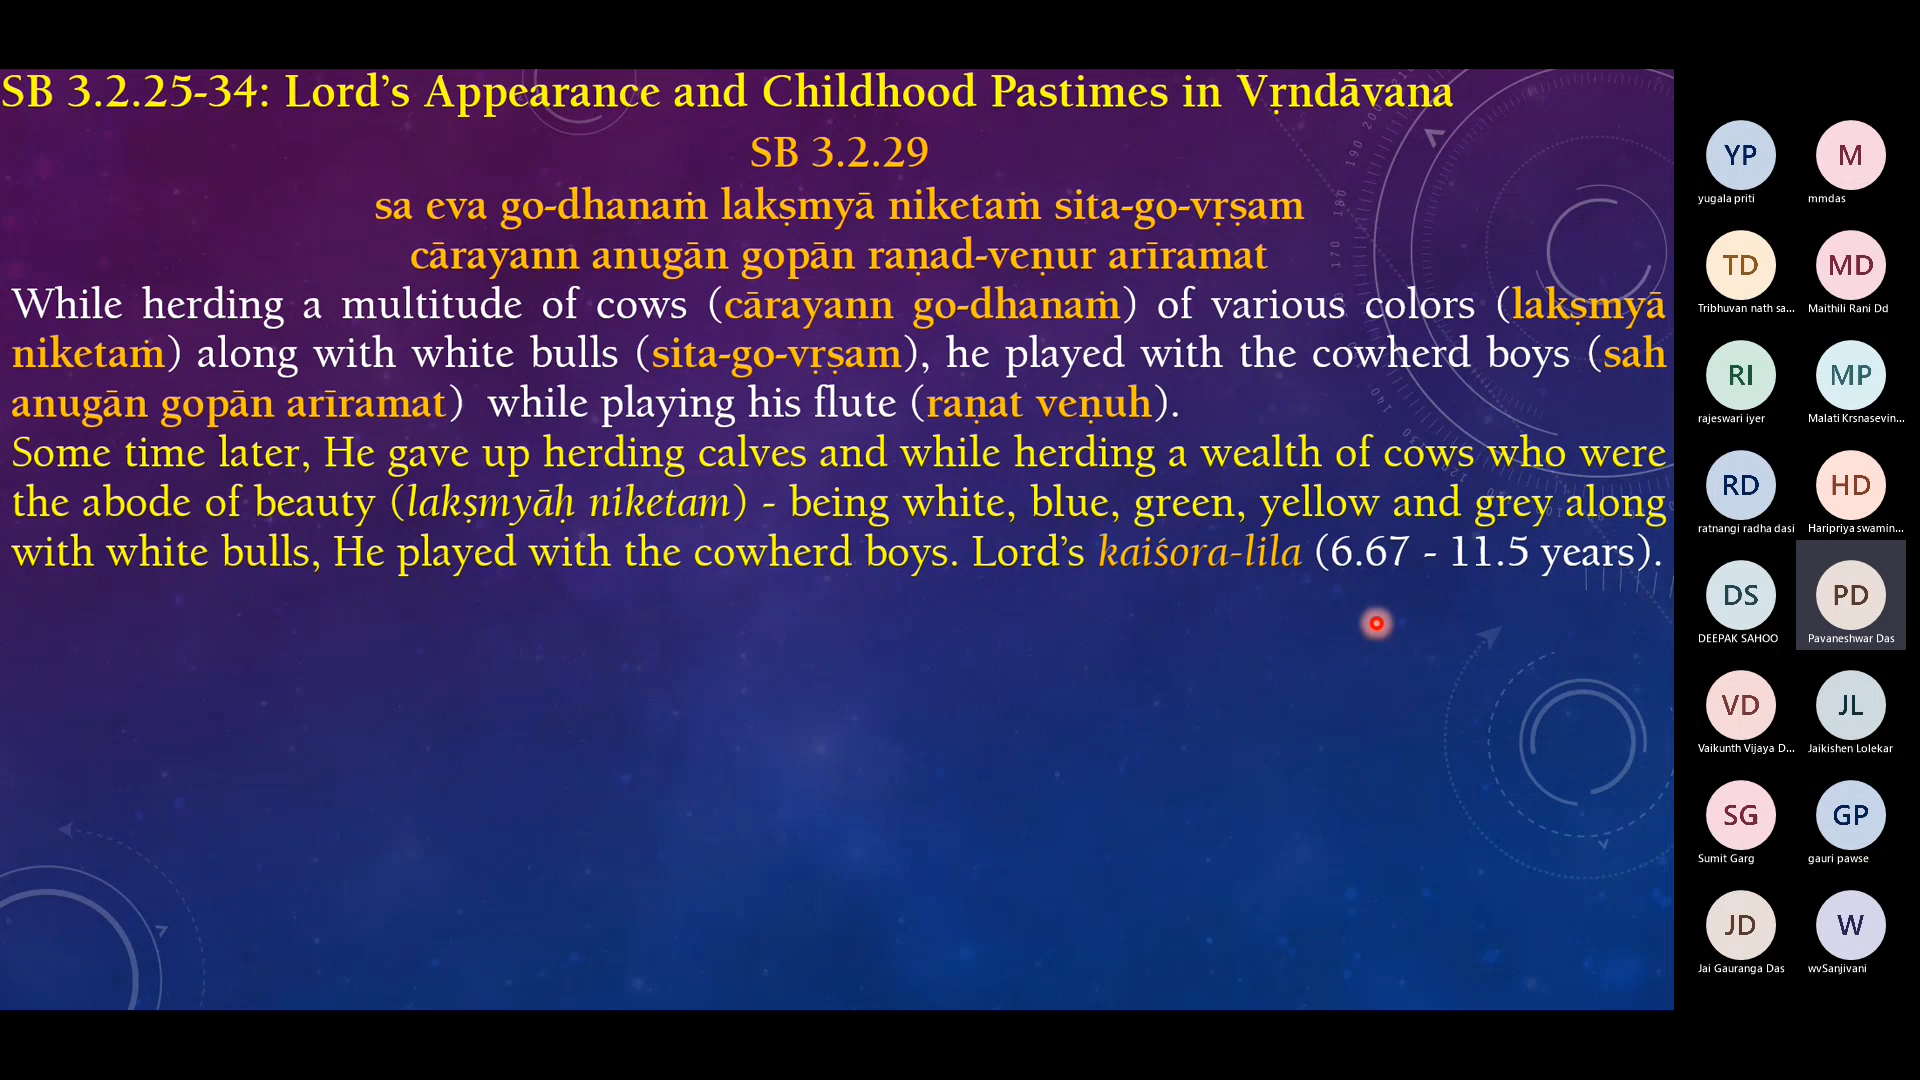 SB 3.2.25-34: Lord's Appearance and Childhood Pastimes in Vṛndāvana
SB 3.2.29
sa eva go-dhanaṁ lakṣmyā niketaṁ sita-go-vṛṣam
cārayann anugān gopān raṇad-veṇur arīramat
While herding a multitude of cows (cārayann go-dhanaṁ) of various colors (lakṣmyā
niketaṁ) along with white bulls (sita-go-vṛṣam), he played with the cowherd boys (sah
anugān gopān arīramat) while playing his flute (raṇat veṇuh).
Some time later, He gave up herding calves and while herding a wealth of cows who were
the abode of beauty (lakṣmyāḥ niketam) - being white, blue, green, yellow and grey along
with white bulls, He played with the cowherd boys. Lord's kaiśora-lila (6.67 - 11.5 years).
YP
M
yugala priti
mmdas
TD
MD
Tribhuvan nath sa...
Maithili Rani Dd
RI
MP
rajeswari iyer
Malati Krsnasevin...
RD
HD
ratnangi radha dasi
Haripriya swamin...
DS
PD
DEEPAK SAHOO
Pavaneshwar Das
VD
JL
Vaikunth Vijaya D...
Jaikishen Lolekar
SG
GP
Sumit Garg
gauri pawse
JD
W
Jai Gauranga Das
wvSanjivani